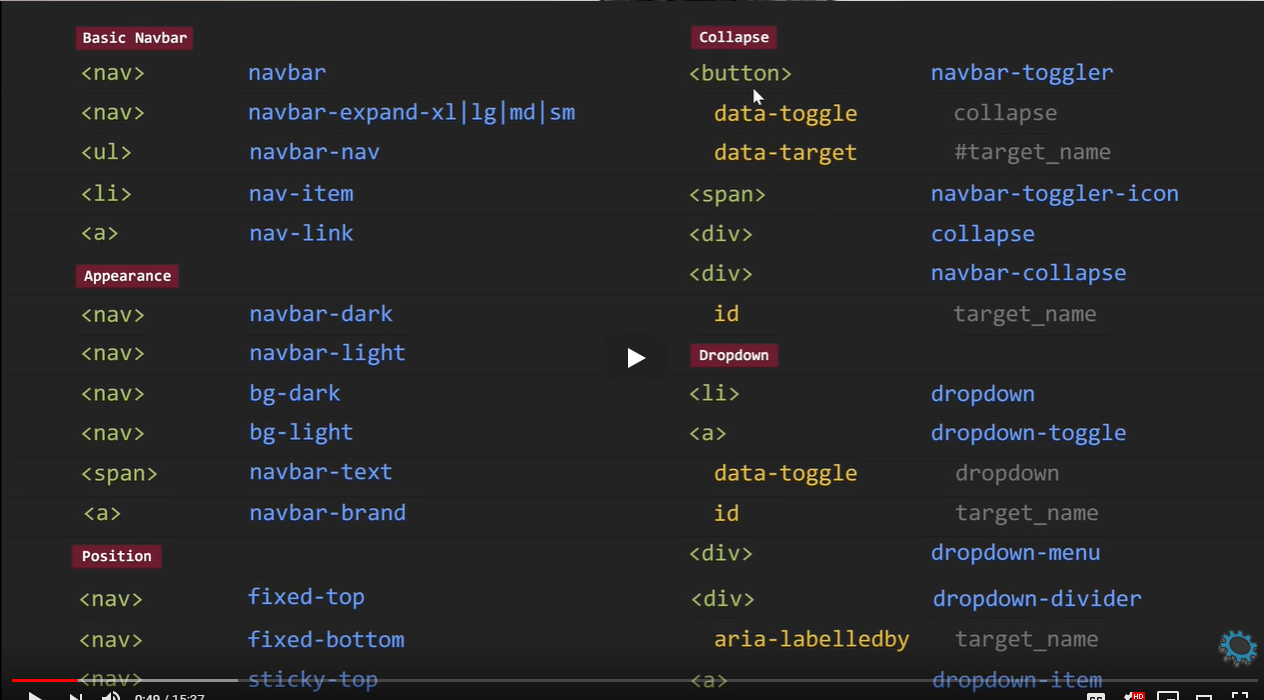 Basic Navbar
<nav> navbar
<nav> navbar-expand-xl|lg|md|sm
<ul> navbar-nav
<li> nav-item
<a> nav-link
Appearance
<nav> navbar-dark
<nav> navbar-light
<nav> bg-dark
<nav> bg-light
<span> navbar-text
<a> navbar-brand
Position
<nav> fixed-top
<nav> fixed-bottom
<nav> sticky-top
Collapse
<button> navbar-toggler
data-toggle collapse
data-target #target_name
<span> navbar-toggler-icon
<div> collapse
<div> navbar-collapse
id target_name
Dropdown
<li> dropdown
<a> dropdown-toggle
data-toggle dropdown
id target_name
<div> dropdown-menu
<div> dropdown-divider
aria-labelledby target_name
<a> dropdown-item
0:49 / 15:37
CC
HD